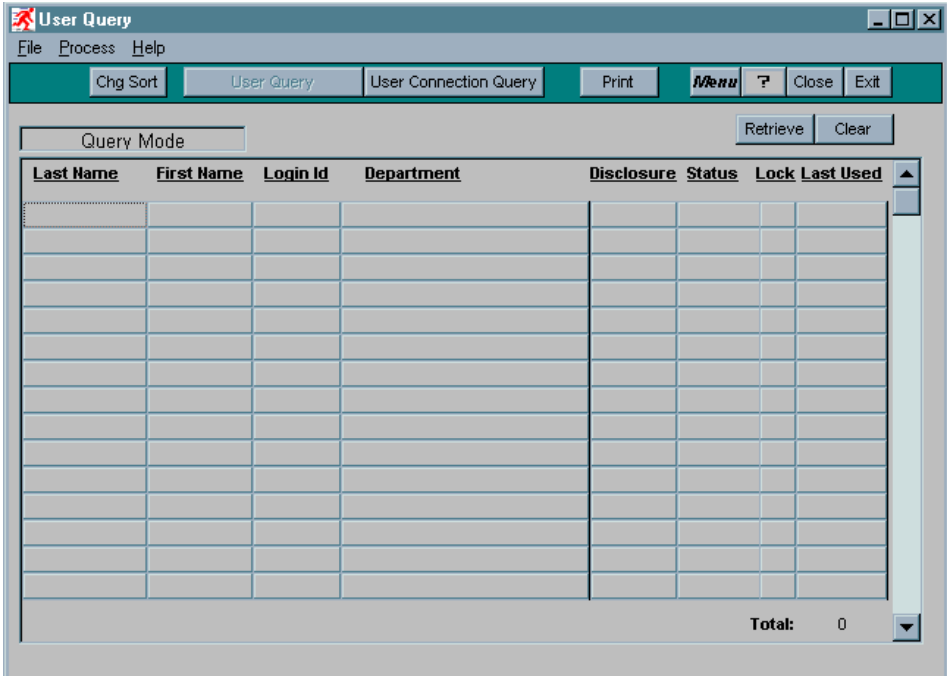 User Query
File Process Help
Chg Sort User Query User Connection Query Print Menu ? Close Exit
Retrieve Clear
Query Mode
Last Name First Name Login Id Department Disclosure Status Lock Last Used
Total: 0